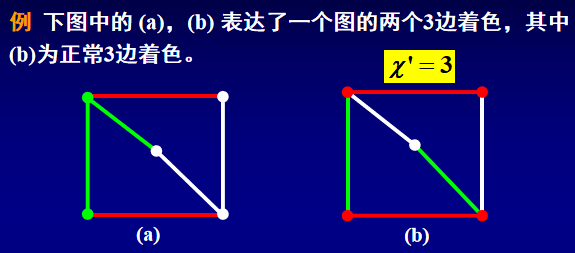 例 下图中的 (a)，(b) 表达了一个图的两个3边着色，其中
(b)为正常3边着色。
χ' = 3
(a)
(b)